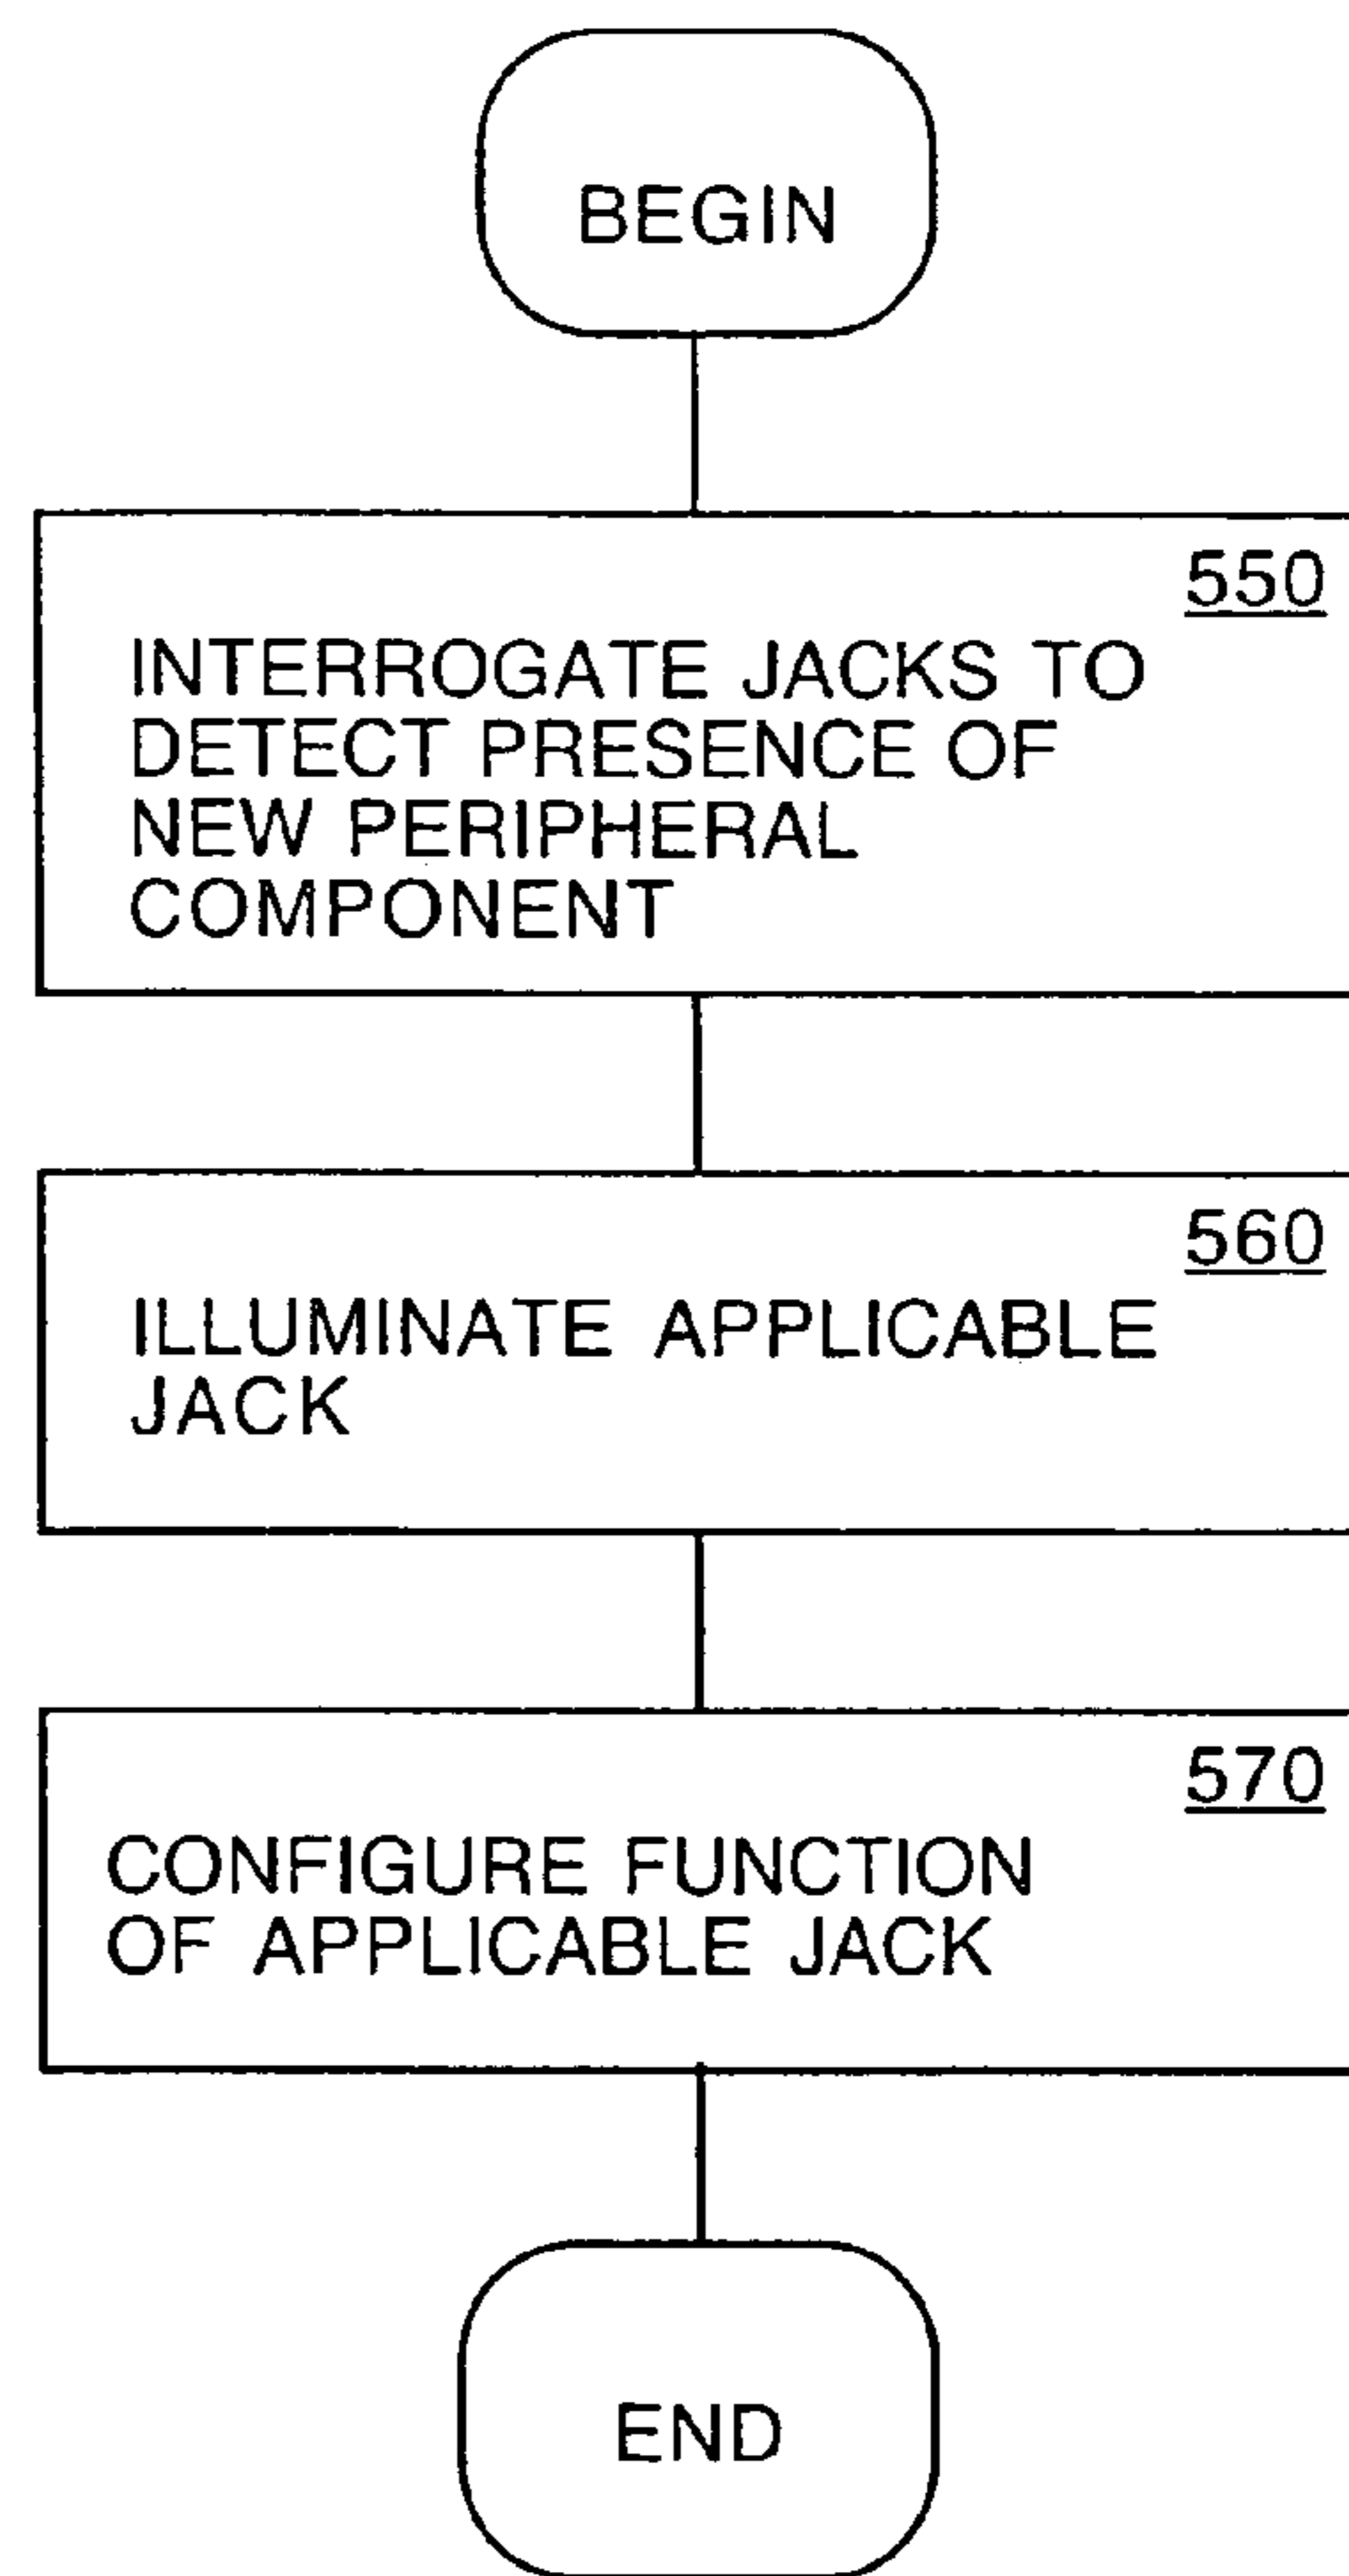 BEGIN
550
INTERROGATE JACKS TO
DETECT PRESENCE OF
NEW PERIPHERAL
COMPONENT
560
ILLUMINATE APPLICABLE
JACK
570
CONFIGURE FUNCTION
OF APPLICABLE JACK
END